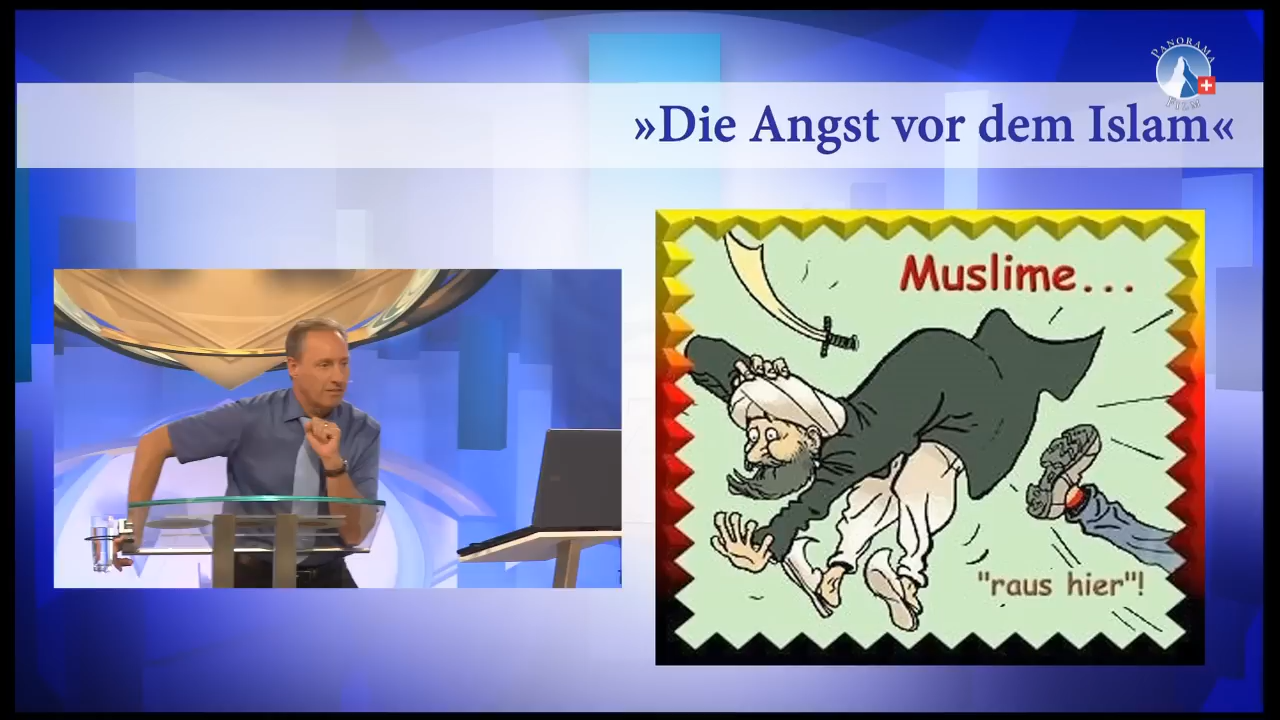 PANORAMA
FILM
»Die Angst vor dem Islam«
Muslime...
"raus hier"!